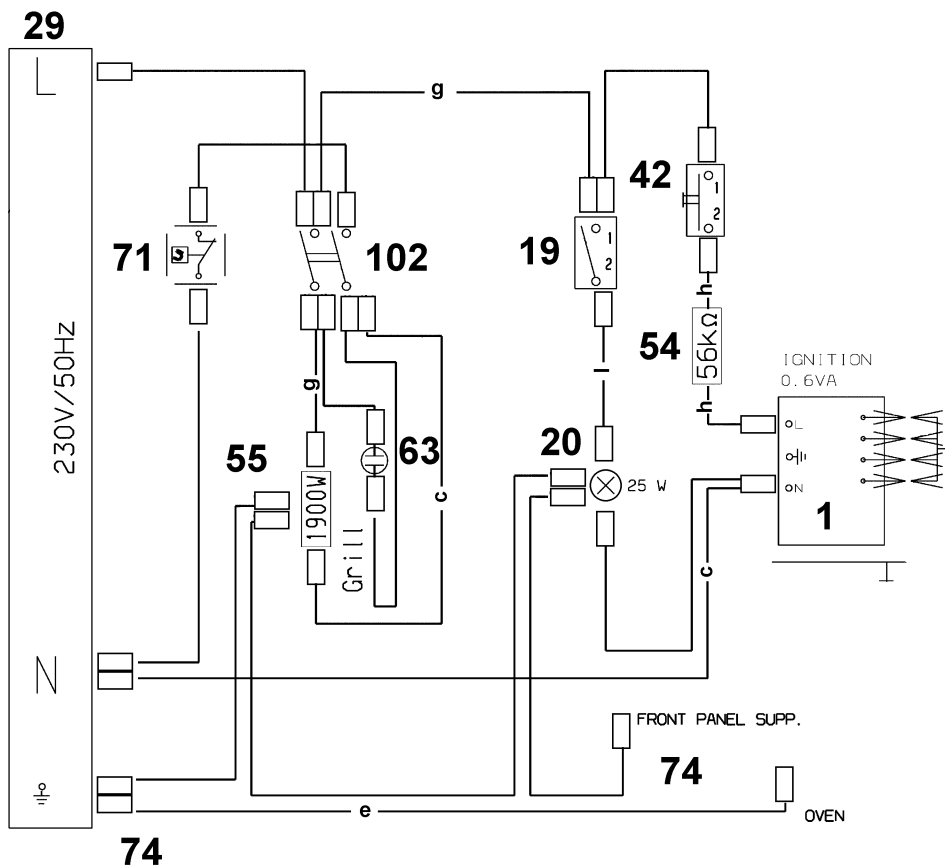 29
L
g
42
1
2
71
102
19
1
2
h
54
56kΩ
230V/50Hz
g
l
IGNITION
0.6VA
h
L
55
63
20
25 W
1900W
c
N
1
Grill
c
N
FRONT PANEL SUPP.
74
e
OVEN
74